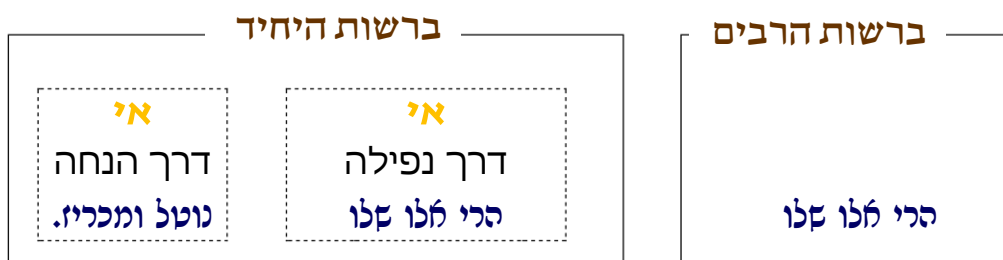 ברשות הרבים
הרי אלו שלו
ברשות היחיד
אי
דרך נפילה
הרי אלו שלו
אי
דרך הנחה
נוטל ומכריז.